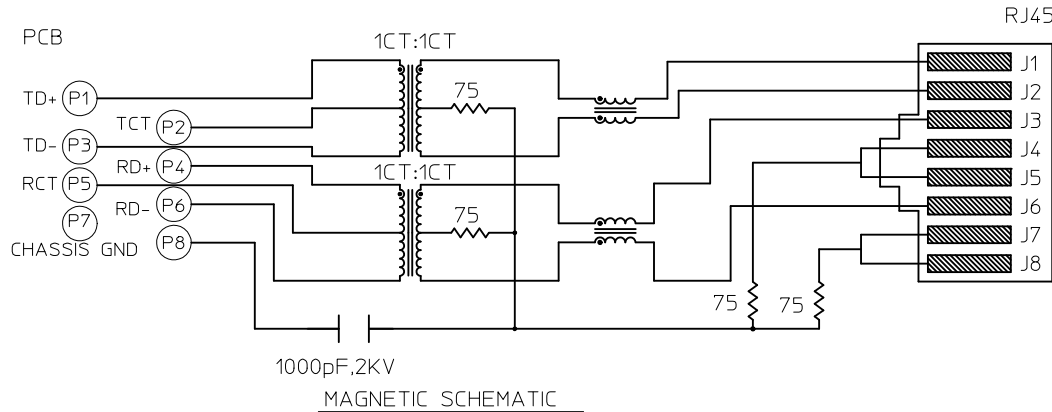 RJ45
PCB
1CT:1CT
J1
TD+ P1
75
J2
TCT P2
J3
TD- P3
J4
RD+ P4
1CT:1CT
J5
RCT P5
RD- P6
75
J6
P7
J7
CHASSIS GND P8
J8
75
75
1000pF,2KV
MAGNETIC SCHEMATIC